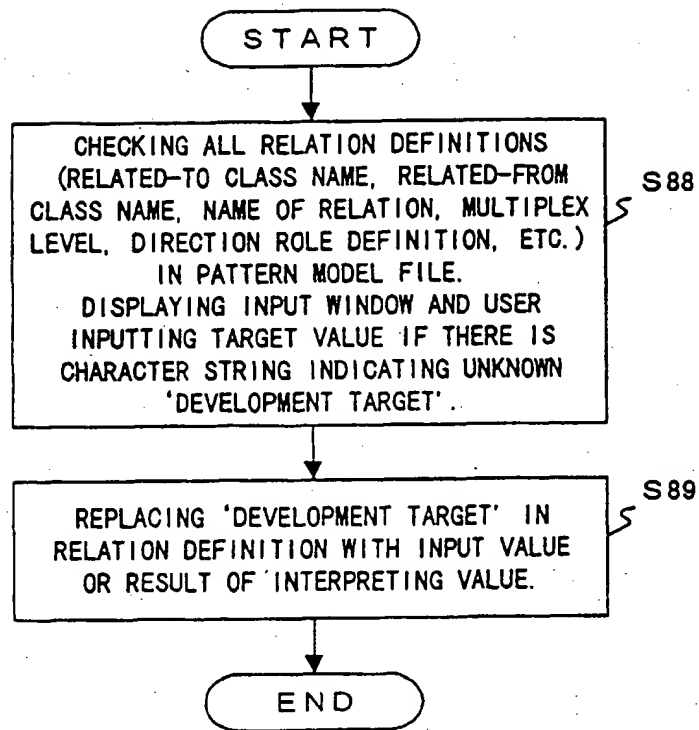 START
CHECKING ALL RELATION DEFINITIONS
(RELATED-TO CLASS NAME, RELATED-FROM
CLASS NAME, NAME OF RELATION, MULTIPLEX
LEVEL, DIRECTION ROLE DEFINITION, ETC.)
IN PATTERN MODEL FILE.
DISPLAYING INPUT WINDOW AND USER
INPUTTING TARGET VALUE IF THERE IS
CHARACTER STRING INDICATING UNKNOWN
'DEVELOPMENT TARGET'.
S88
REPLACING 'DEVELOPMENT TARGET' IN
RELATION DEFINITION WITH INPUT VALUE
OR RESULT OF INTERPRETING VALUE.
S89
END